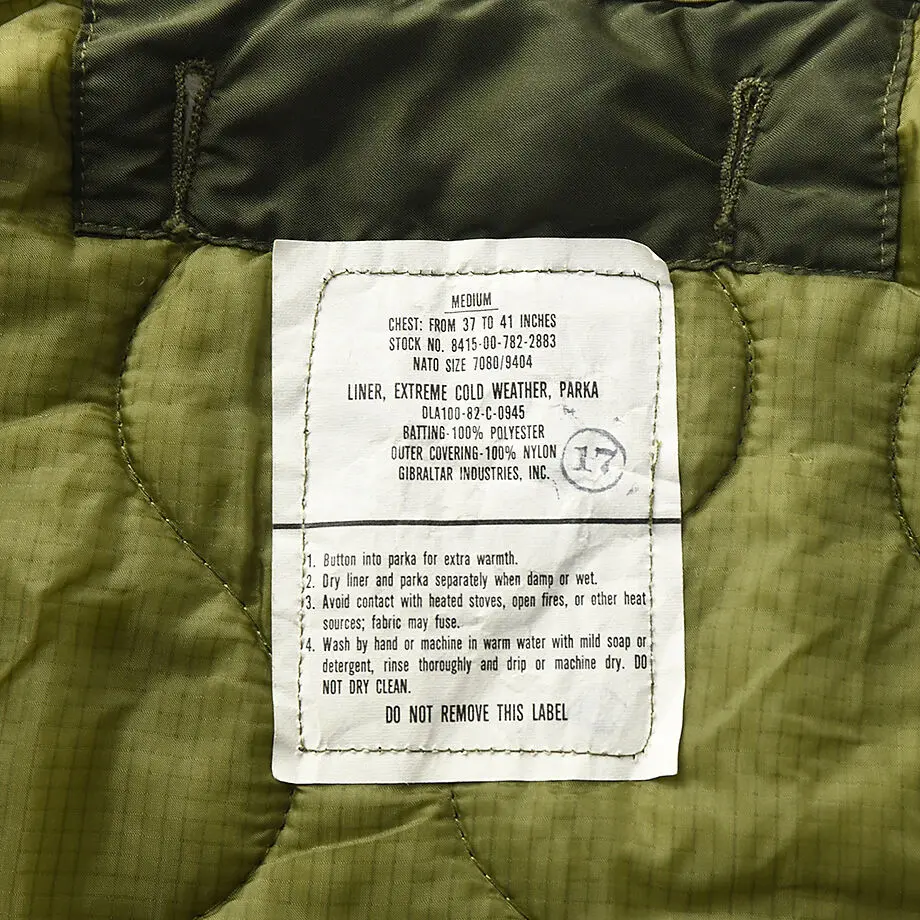 MEDIUM
CHEST: FROM 37 TO 41 INCHES
STOCK NO. 8415-00-782-2883
NATO SIZE 7080/9404
LINER, EXTREME COLD WEATHER, PARKA
DLA100-82-C-0945
BATTING-100% POLYESTER
OUTER COVERING-100% NYLON
GIBRALTAR INDUSTRIES, INC.
17
1. Button into parka for extra warmth.
2. Dry liner and parka separately when damp or wet.
3. Avoid contact with heated stoves, open fires, or other heat
sources; fabric may fuse.
4. Wash by hand or machine in warm water with mild soap or
detergent, rinse thoroughly and drip or machine dry. DO
NOT DRY CLEAN.
DO NOT REMOVE THIS LABEL